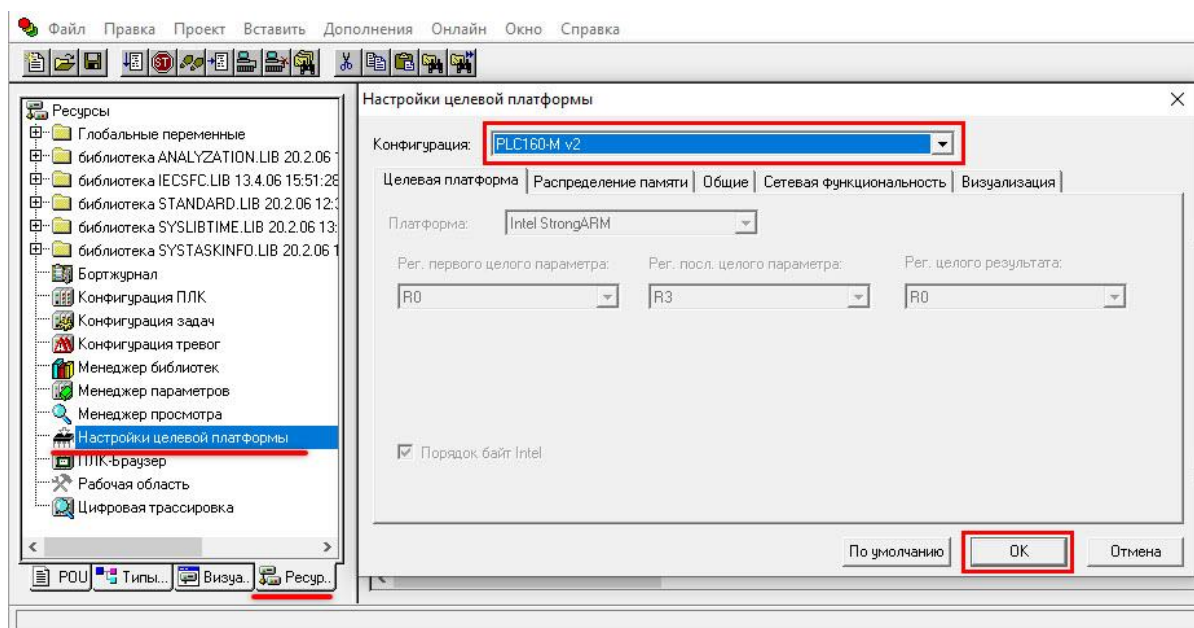 Файл Правка Проект Вставить Дополнения Онлайн Окно Справка
Ресурсы
Глобальные переменные
библиотека ANALYZATION.LIB 20.2.06
библиотека IECSFC.LIB 13.4.06 15:51:28
библиотека STANDARD.LIB 20.2.06 12:
библиотека SYSLIBTIME.LIB 20.2.06 13:
библиотека SYSTASKINFO.LIB 20.2.06 1
Бортжурнал
Конфигурация ПЛК
Конфигурация задач
Конфигурация тревог
Менеджер библиотек
Менеджер параметров
Менеджер просмотра
Настройки целевой платформы
ПЛК-Браузер
Рабочая область
Цифровая трассировка
POU Типы... Визуа.. Ресур..
Настройки целевой платформы
Конфигурация: PLC160-M v2
Целевая платформа Распределение памяти Общие Сетевая функциональность Визуализация
Платформа: Intel StrongARM
Рег. первого целого параметра: Рег. посл. целого параметра: Рег. целого результата:
R0 R3 R0
Порядок байт Intel
По умолчанию OK Отмена